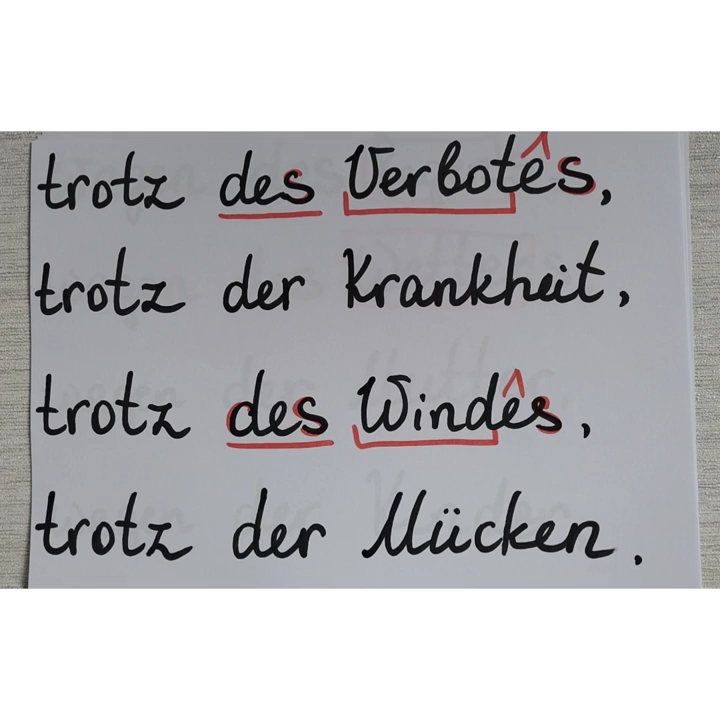 trotz des Verbotes,
trotz der Krankheit,
trotz des Windes,
trotz der Mücken.